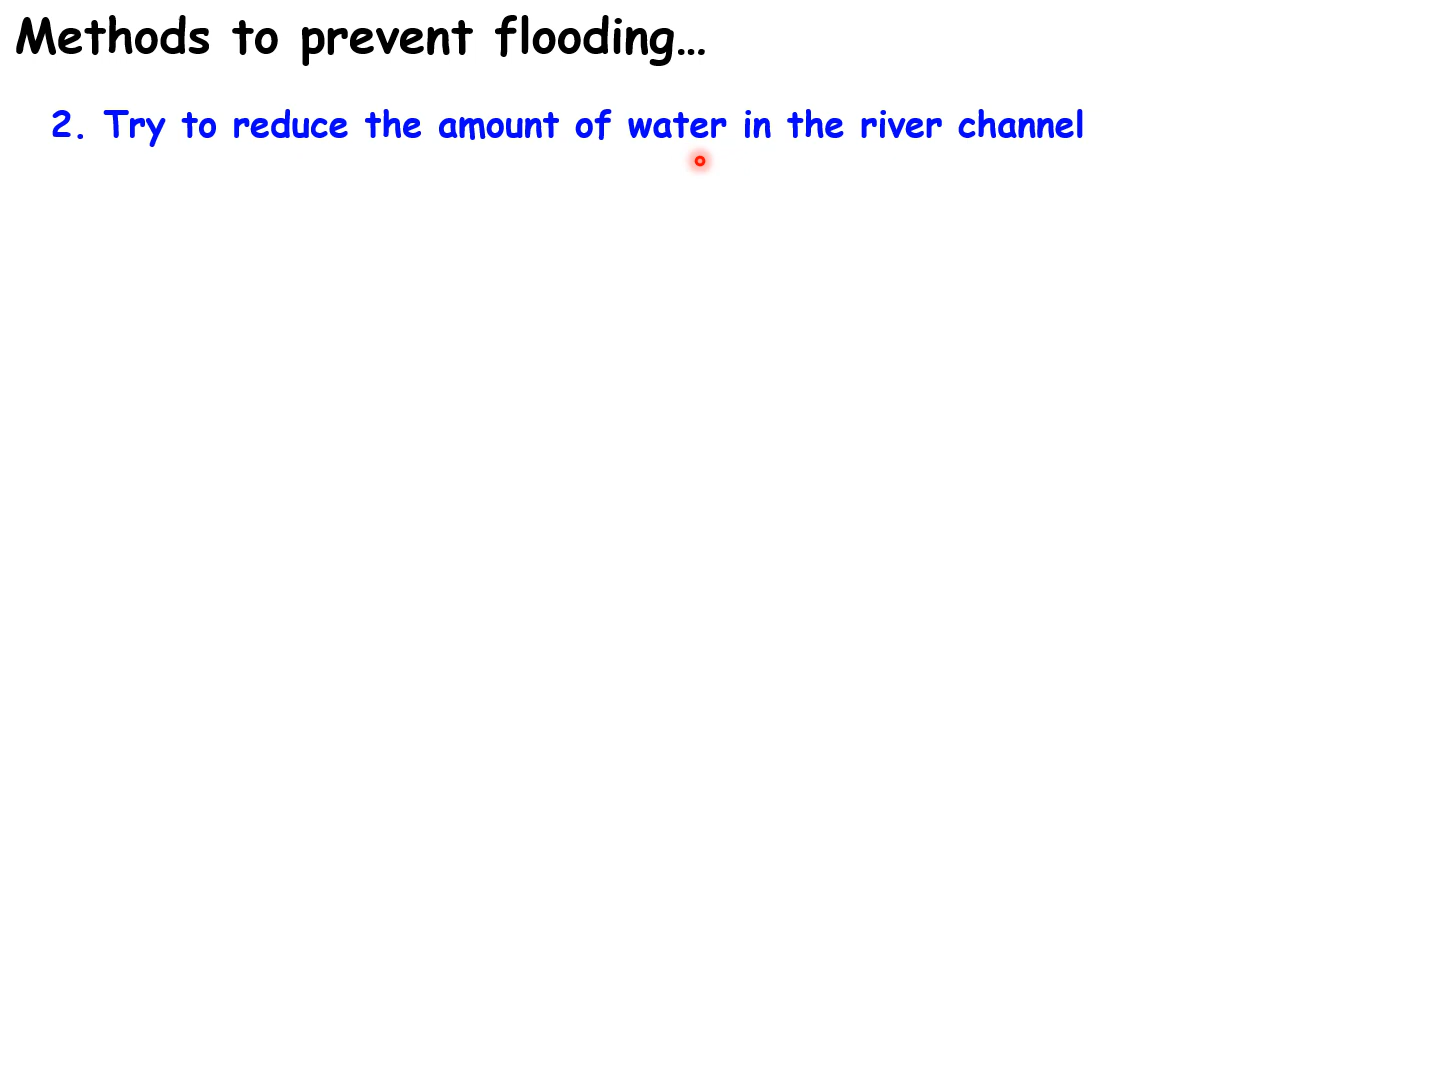 Methods to prevent flooding…
2. Try to reduce the amount of water in the river channel